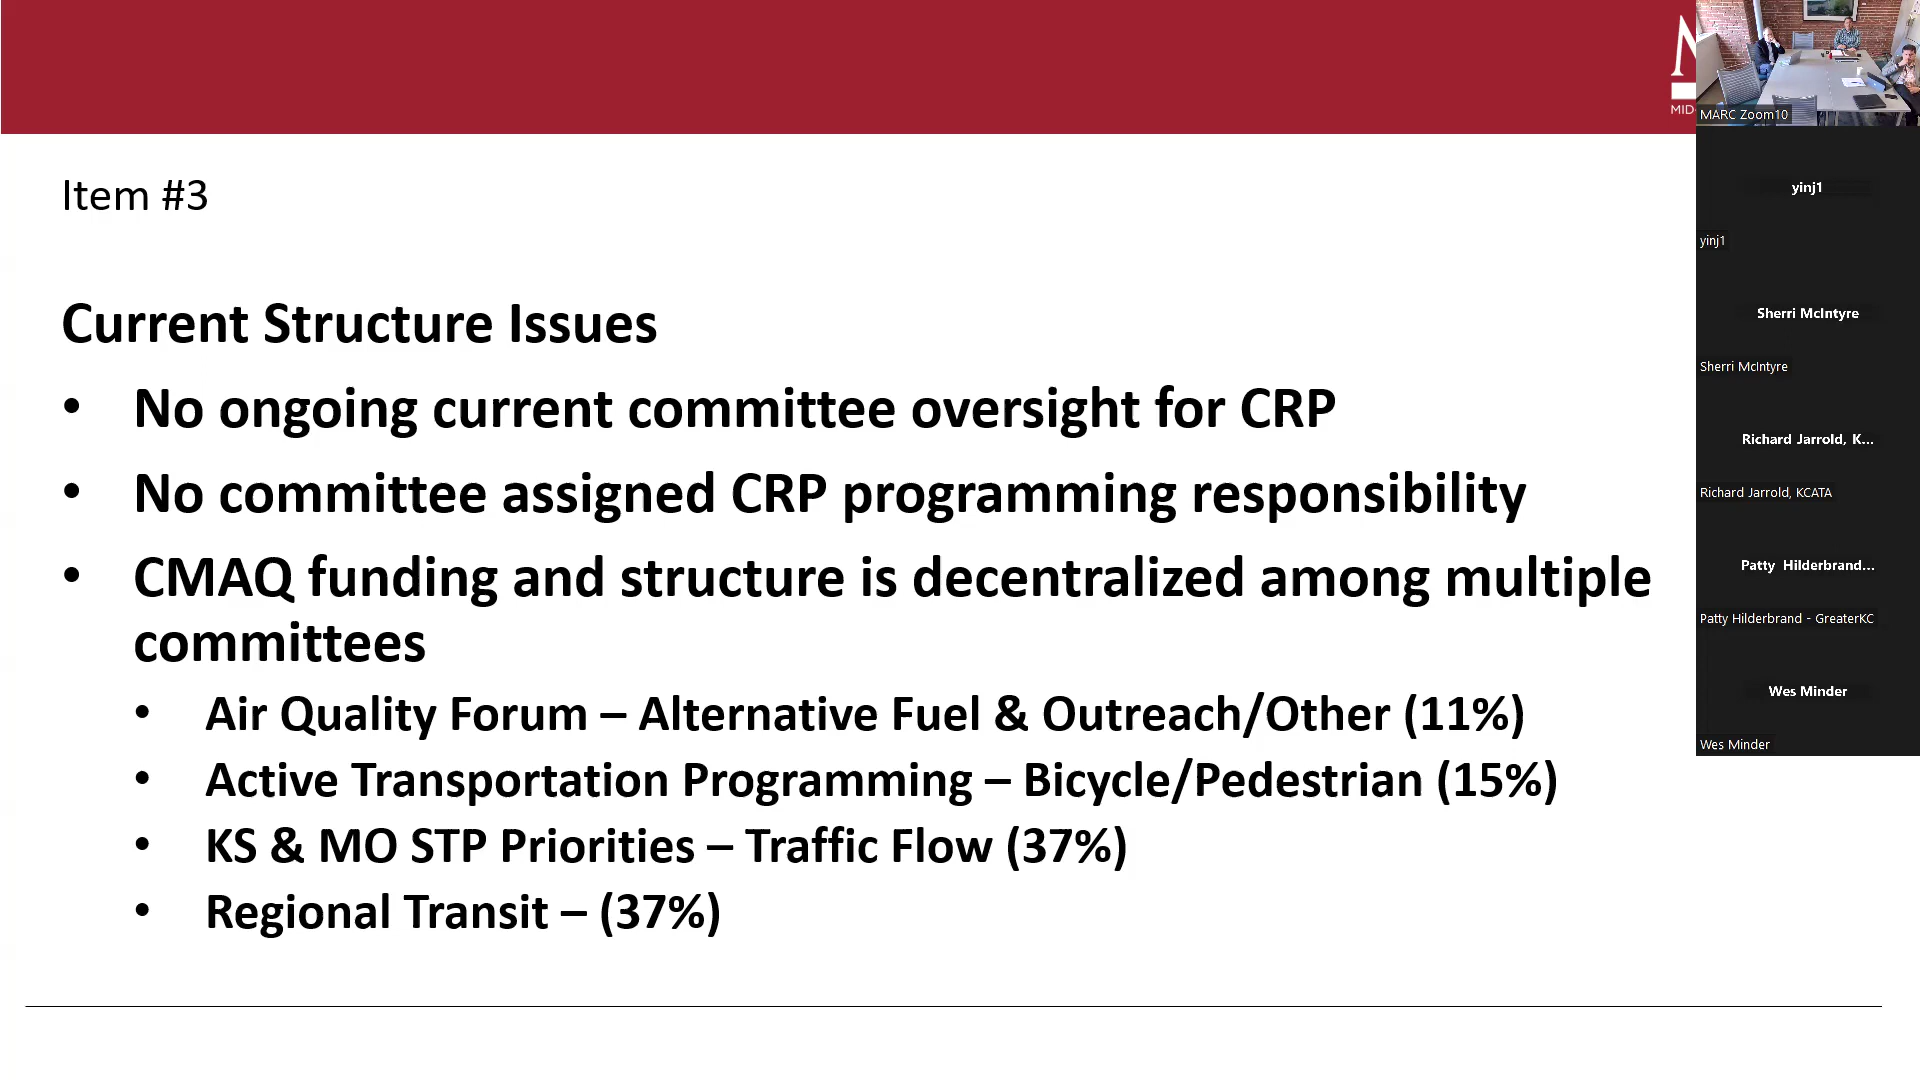 Item #3
Current Structure Issues
• No ongoing current committee oversight for CRP
• No committee assigned CRP programming responsibility
• CMAQ funding and structure is decentralized among multiple
committees
• Air Quality Forum – Alternative Fuel & Outreach/Other (11%)
• Active Transportation Programming – Bicycle/Pedestrian (15%)
• KS & MO STP Priorities – Traffic Flow (37%)
• Regional Transit – (37%)
M
MID
MARC Zoom10
yinj1
yinj1
Sherri McIntyre
Sherri McIntyre
Richard Jarrold, K...
Richard Jarrold, KCATA
Patty Hilderbrand...
Patty Hilderbrand - GreaterKC
Wes Minder
Wes Minder